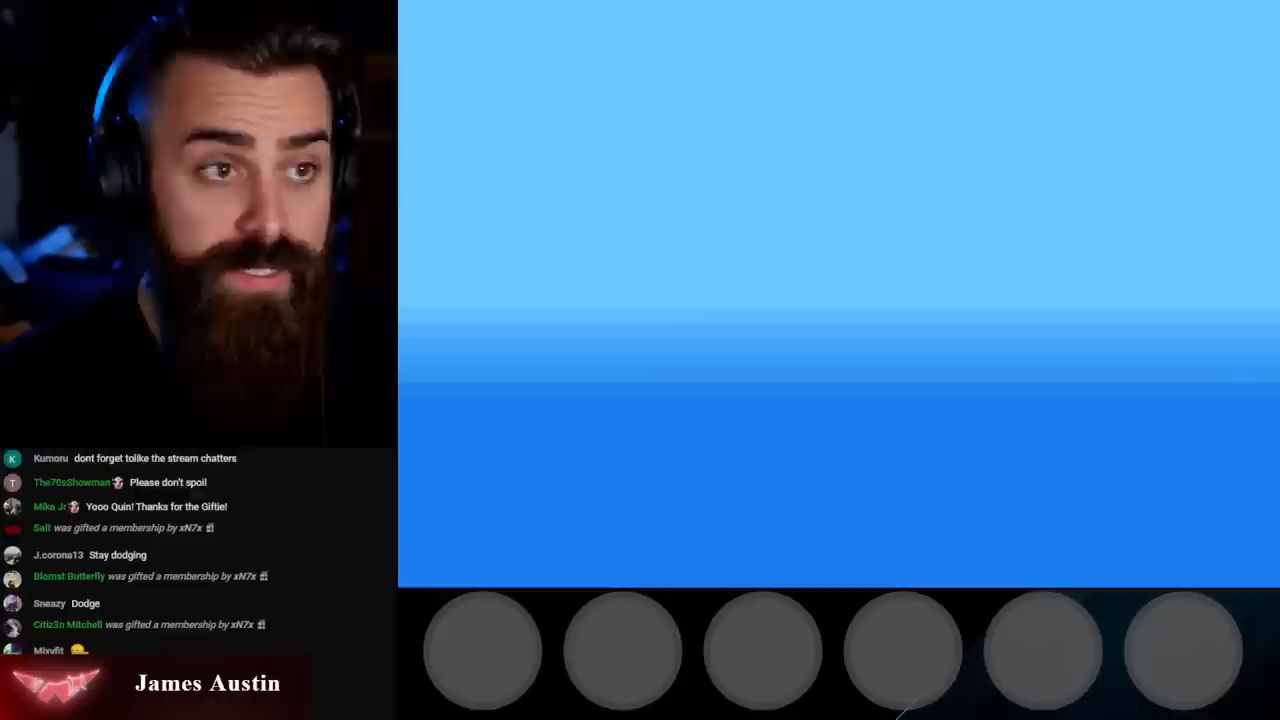 Kumoru dont forget tolike the stream chatters
The70sShowman Please don't spoil
Mika Jr Yooo Quin! Thanks for the Giftie!
Salt was gifted a membership by xN7x
J.corona13 Stay dodging
Blomst Butterfly was gifted a membership by xN7x
Sneazy Dodge
Citiz3n Mitchell was gifted a membership by xN7x
James Austin